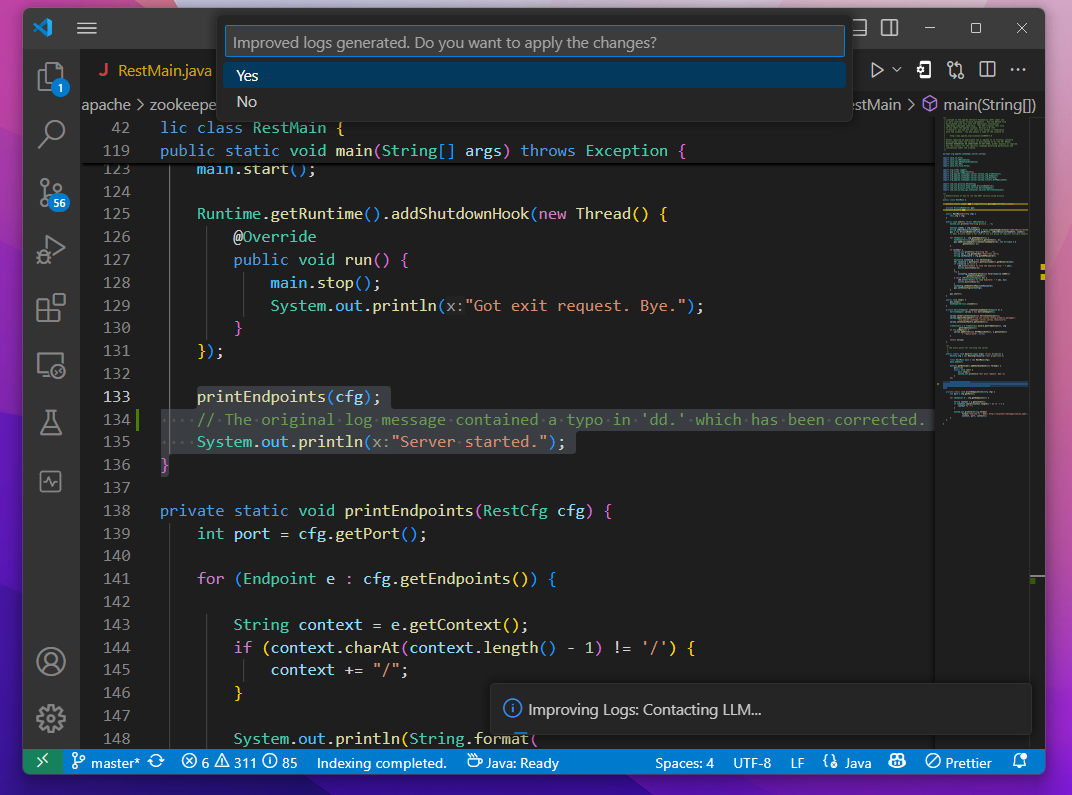 Improved logs generated. Do you want to apply the changes?
Yes
No
1
J RestMain.java
apache > zookeepe
estMain > main(String[])
42 lic class RestMain {
119 public static void main(String[] args) throws Exception {
123 main.start();
124
125 Runtime.getRuntime().addShutdownHook(new Thread() {
126 @Override
127 public void run() {
128 main.stop();
129 System.out.println(x:"Got exit request. Bye.");
130 }
131 });
132
133 printEndpoints(cfg);
134 // The original log message contained a typo in 'dd.' which has been corrected.
135 System.out.println(x:"Server started.");
136 }
137
138 private static void printEndpoints(RestCfg cfg) {
139 int port = cfg.getPort();
140
141 for (Endpoint e : cfg.getEndpoints()) {
142
143 String context = e.getContext();
144 if (context.charAt(context.length() - 1) != '/') {
145 context += "/";
146 }
147
148 System.out.println(String.format(
56
Improving Logs: Contacting LLM...
master* 6 311 85 Indexing completed. Java: Ready Spaces: 4 UTF-8 LF Java Prettier